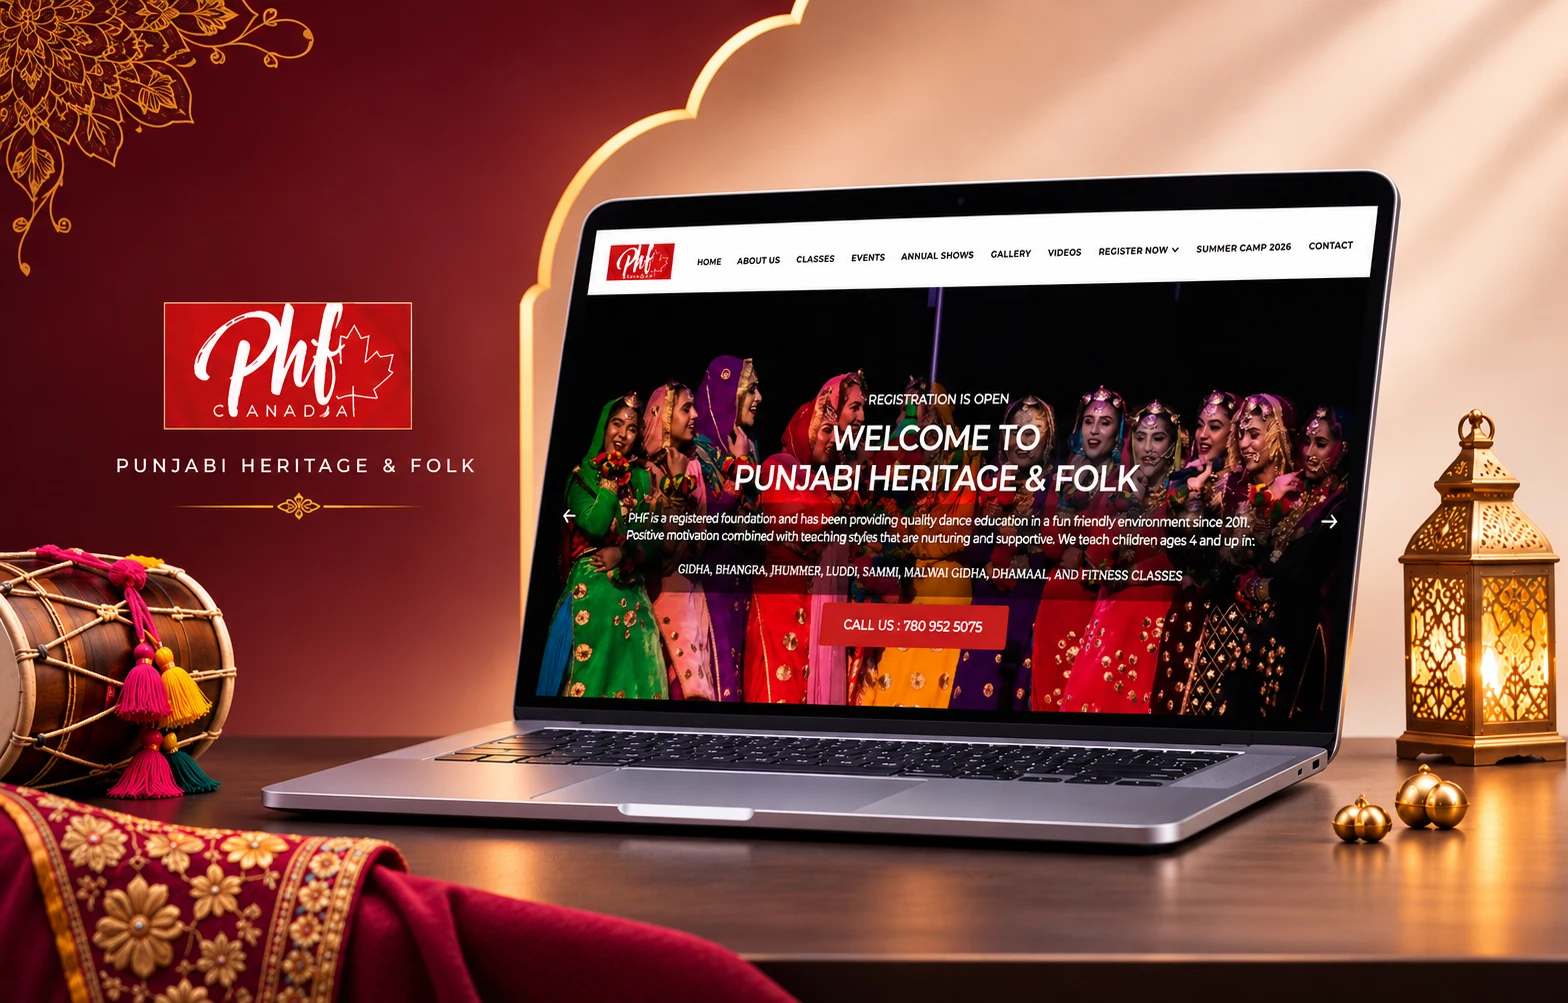 Phf
CANADA
PUNJABI HERITAGE & FOLK
Phf
HOME ABOUT US CLASSES EVENTS ANNUAL SHOWS GALLERY VIDEOS REGISTER NOW SUMMER CAMP 2026 CONTACT
REGISTRATION IS OPEN
WELCOME TO
PUNJABI HERITAGE & FOLK
PHF is a registered foundation and has been providing quality dance education in a fun friendly environment since 2011.
Positive motivation combined with teaching styles that are nurturing and supportive. We teach children ages 4 and up in:
GIDHA, BHANGRA, JHUMMER, LUDDI, SAMMI, MALWAI GIDHA, DHAMAAL, AND FITNESS CLASSES
CALL US : 780 952 5075